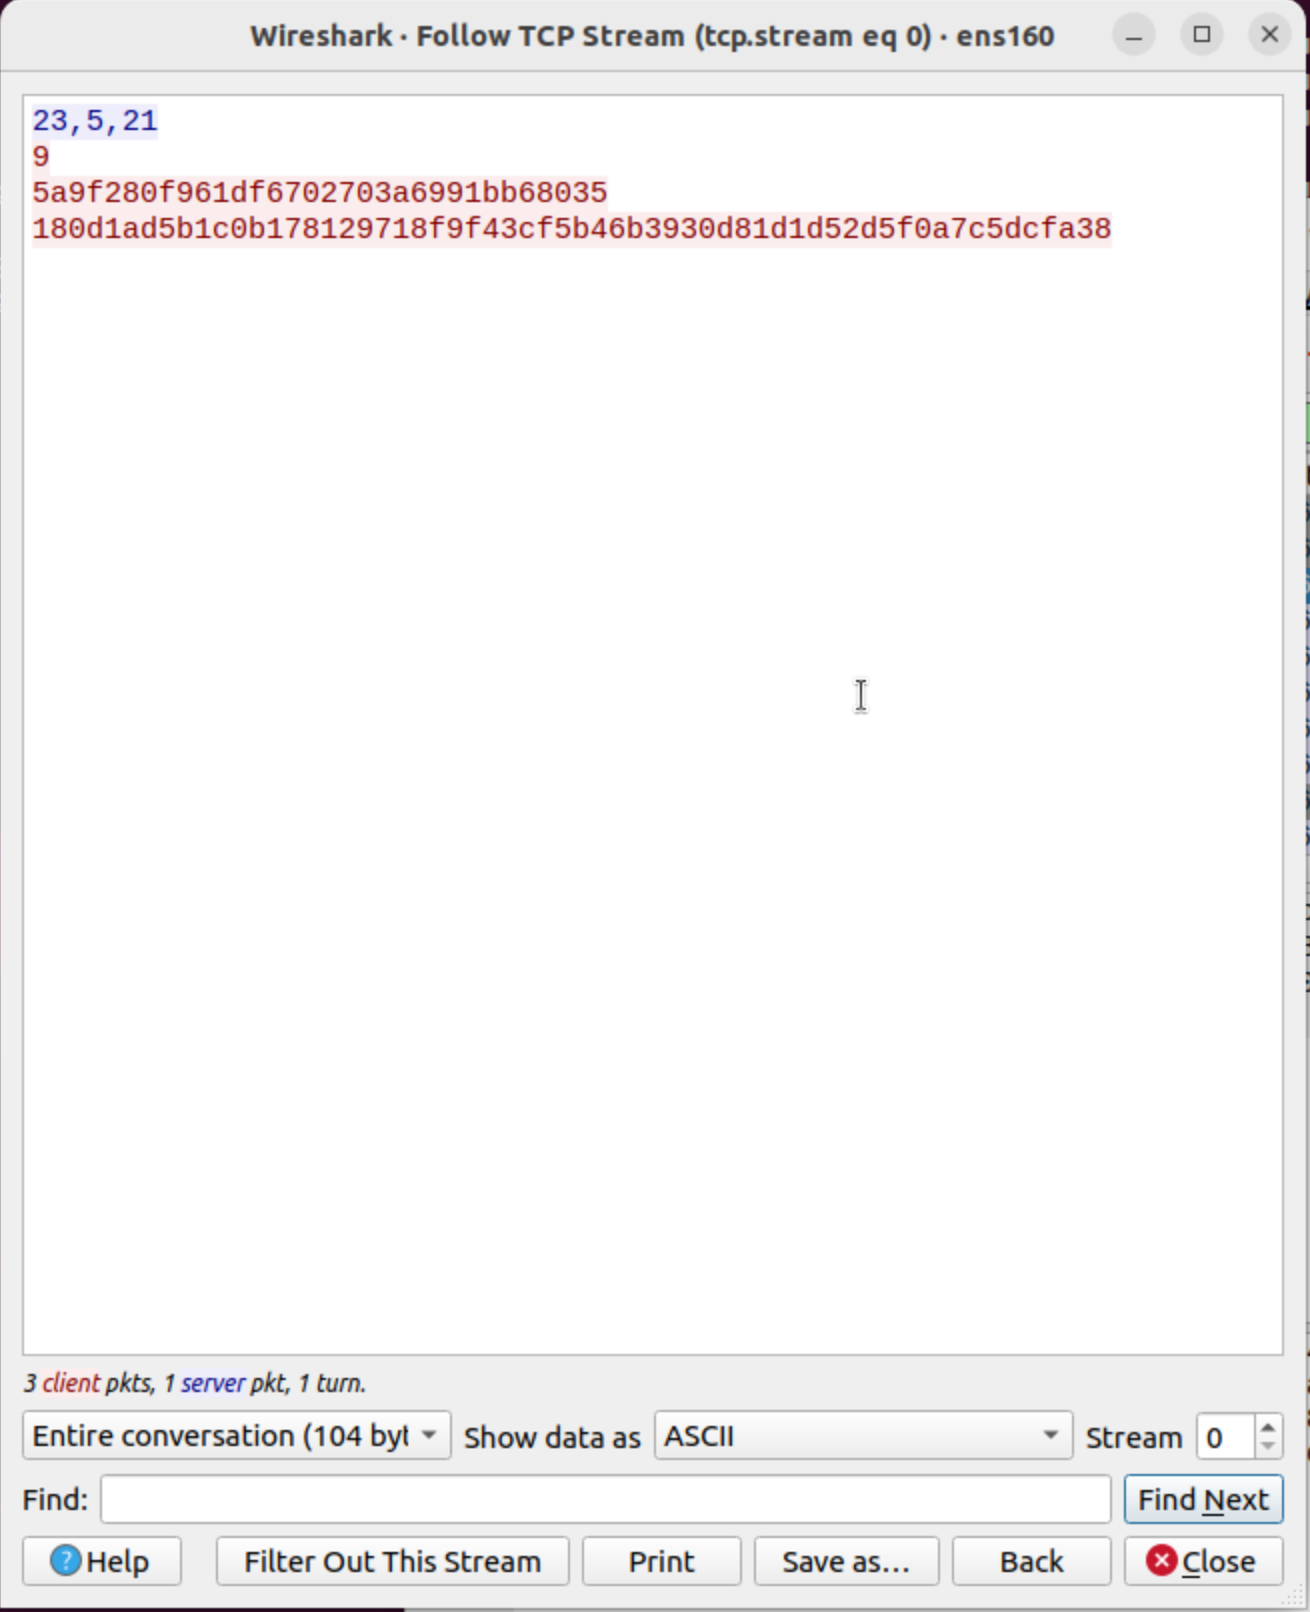 Wireshark · Follow TCP Stream (tcp.stream eq 0) · ens160
23,5,21
9
5a9f280f961df6702703a6991bb68035
180d1ad5b1c0b178129718f9f43cf5b46b3930d81d1d52d5f0a7c5dcfa38
3 client pkts, 1 server pkt, 1 turn.
Entire conversation (104 byt Show data as ASCII Stream 0
Find: Find Next
Help Filter Out This Stream Print Save as... Back Close